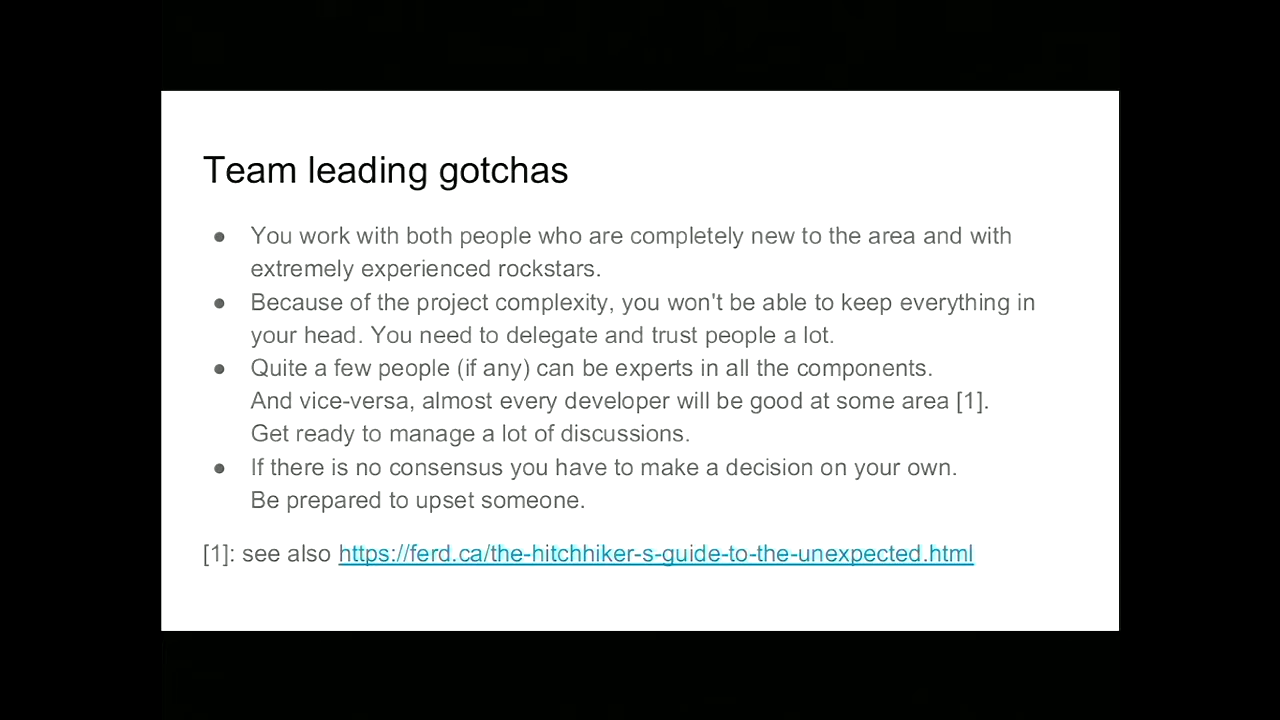 Team leading gotchas
● You work with both people who are completely new to the area and with
extremely experienced rockstars.
● Because of the project complexity, you won't be able to keep everything in
your head. You need to delegate and trust people a lot.
● Quite a few people (if any) can be experts in all the components.
And vice-versa, almost every developer will be good at some area [1].
Get ready to manage a lot of discussions.
● If there is no consensus you have to make a decision on your own.
Be prepared to upset someone.
[1]: see also https://ferd.ca/the-hitchhiker-s-guide-to-the-unexpected.html